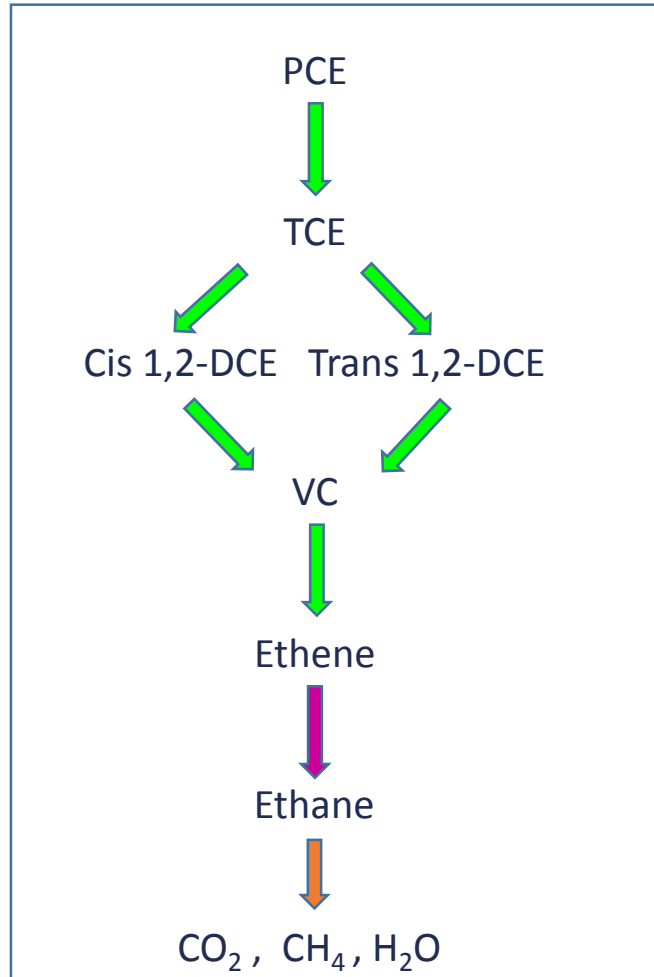 PCE
TCE
Cis 1,2-DCE Trans 1,2-DCE
VC
Ethene
Ethane
CO₂ , CH₄ , H₂O